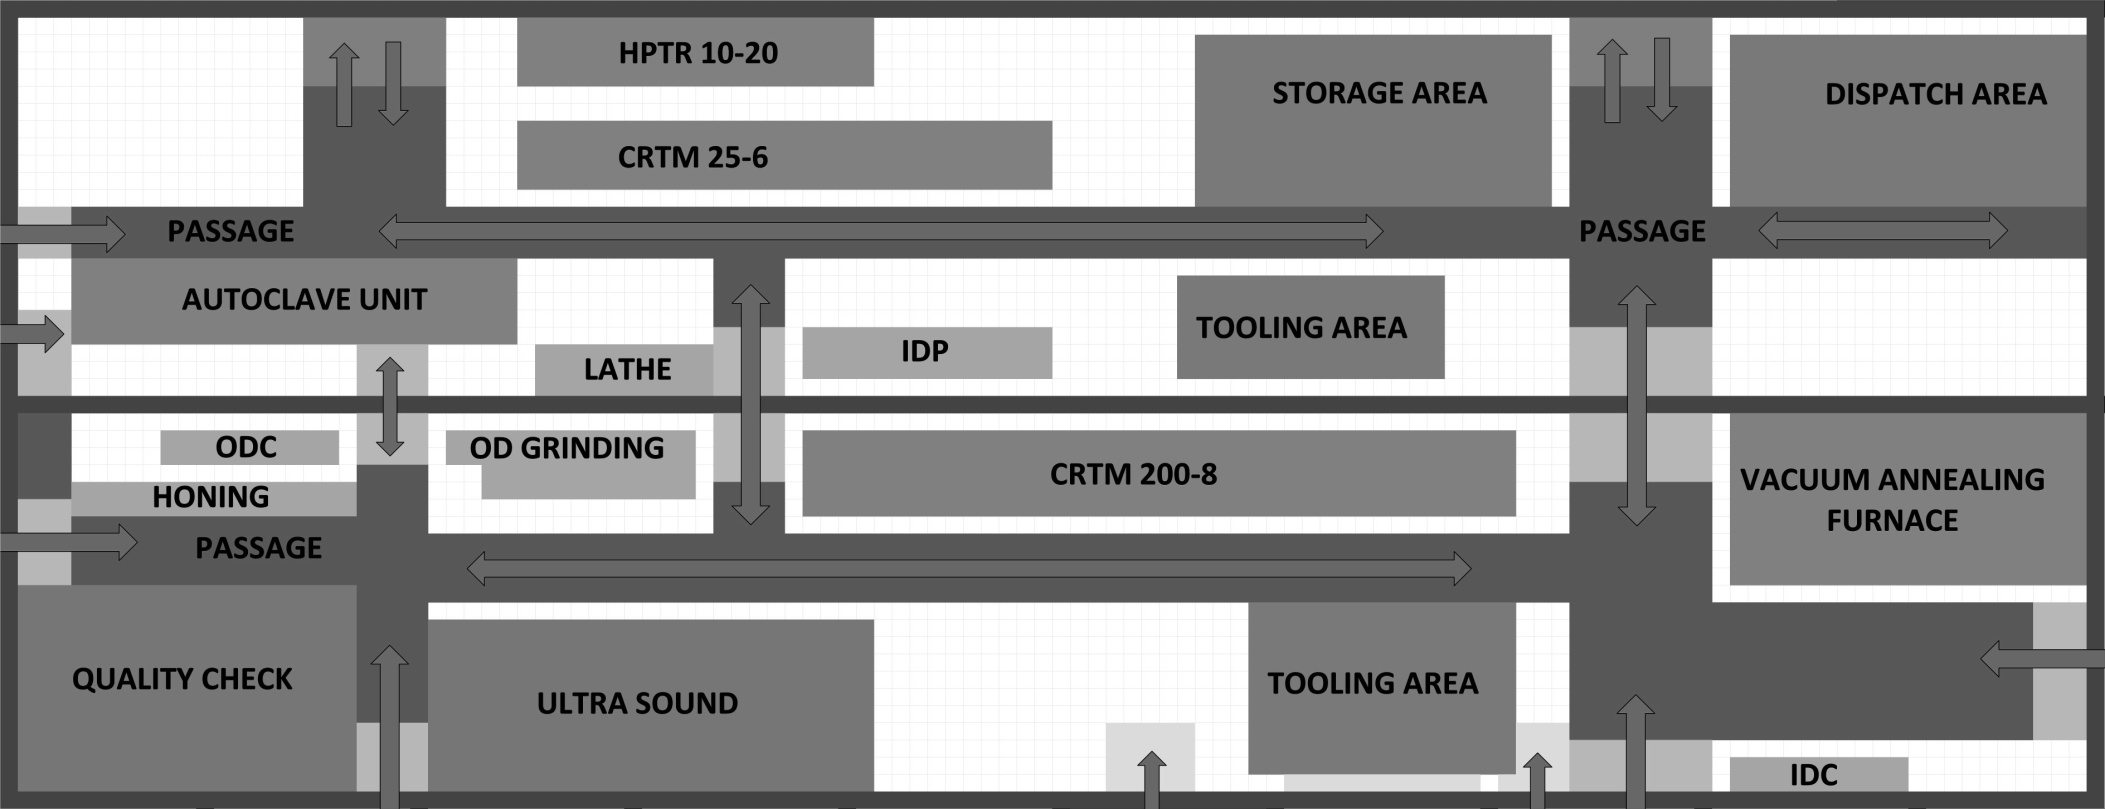 HPTR 10-20
STORAGE AREA
DISPATCH AREA
CRTM 25-6
PASSAGE
PASSAGE
AUTOCLAVE UNIT
TOOLING AREA
IDP
LATHE
ODC
OD GRINDING
CRTM 200-8
VACUUM ANNEALING
FURNACE
HONING
PASSAGE
QUALITY CHECK
ULTRA SOUND
TOOLING AREA
IDC